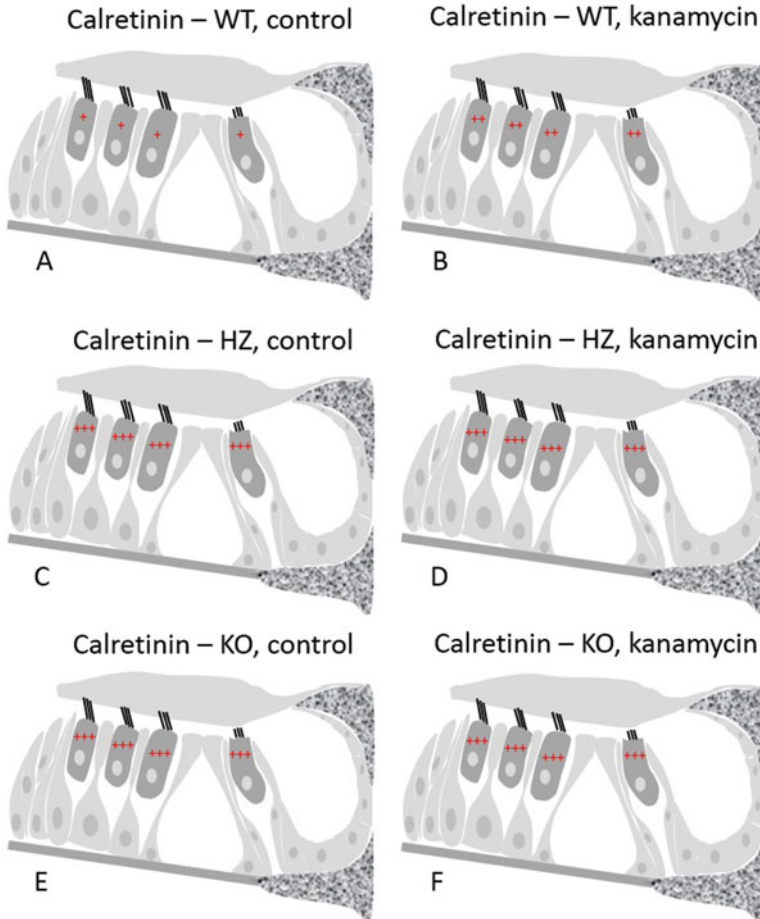 Calretinin – WT, control
Calretinin – WT, kanamycin
+ + + +
++ ++ ++ ++
A
B
Calretinin – HZ, control
Calretinin – HZ, kanamycin
+++ +++ +++ +++
+++ +++ +++ +++
C
D
Calretinin – KO, control
Calretinin – KO, kanamycin
+++ +++ +++ +++
+++ +++ +++ +++
E
F